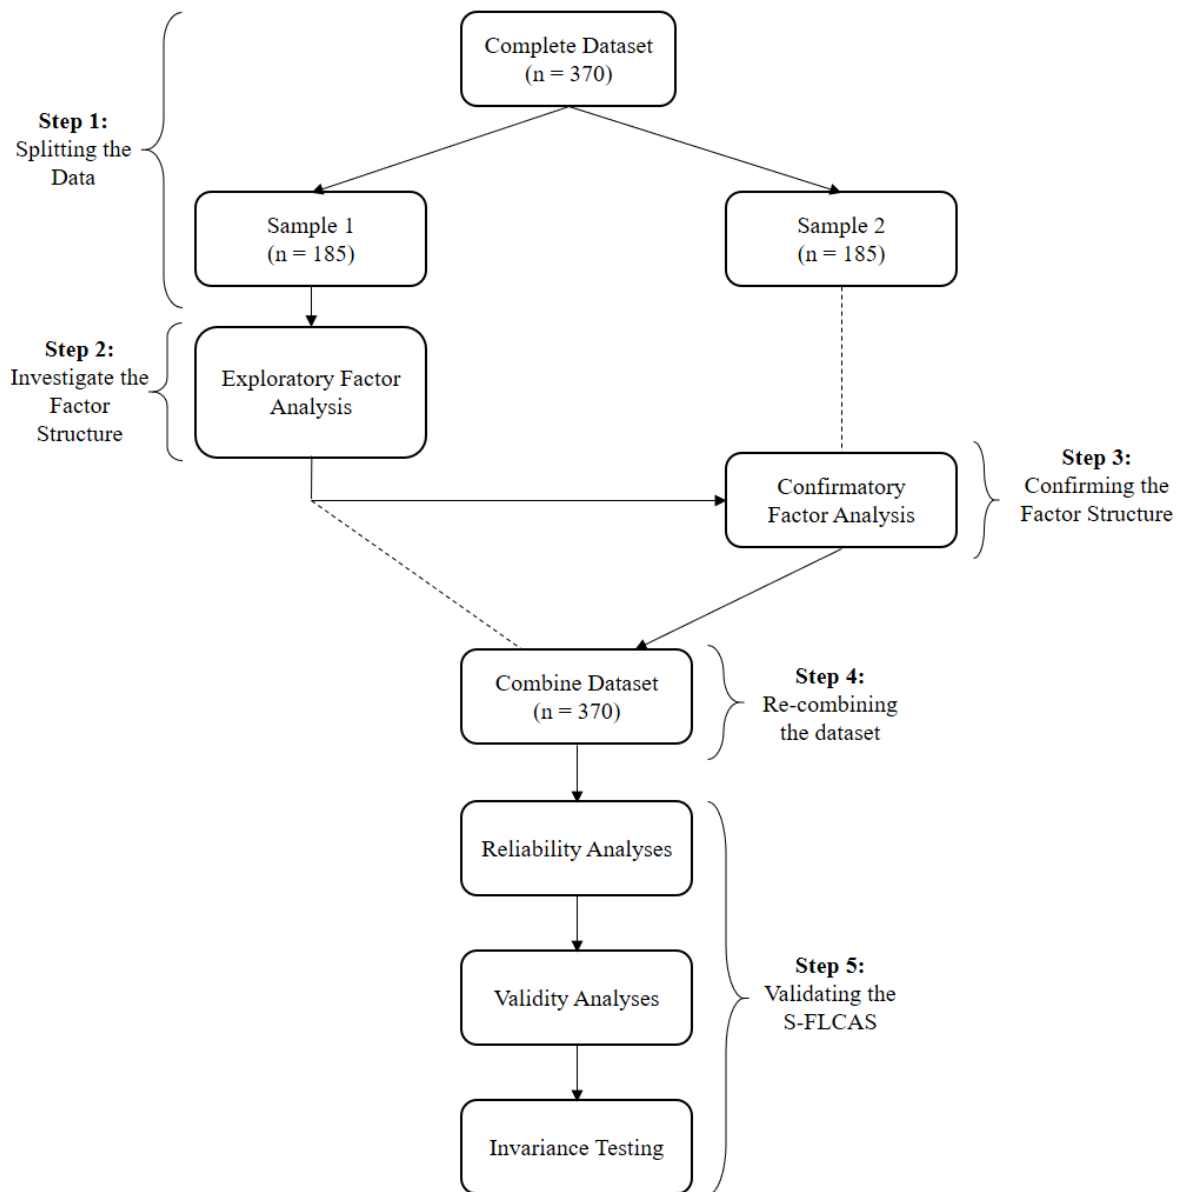 Complete Dataset
(n = 370)
Step 1:
Splitting the
Data
Sample 1
(n = 185)
Sample 2
(n = 185)
Step 2:
Investigate the
Factor
Structure
Exploratory Factor
Analysis
Confirmatory
Factor Analysis
Step 3:
Confirming the
Factor Structure
Combine Dataset
(n = 370)
Step 4:
Re-combining
the dataset
Reliability Analyses
Validity Analyses
Step 5:
Validating the
S-FLCAS
Invariance Testing